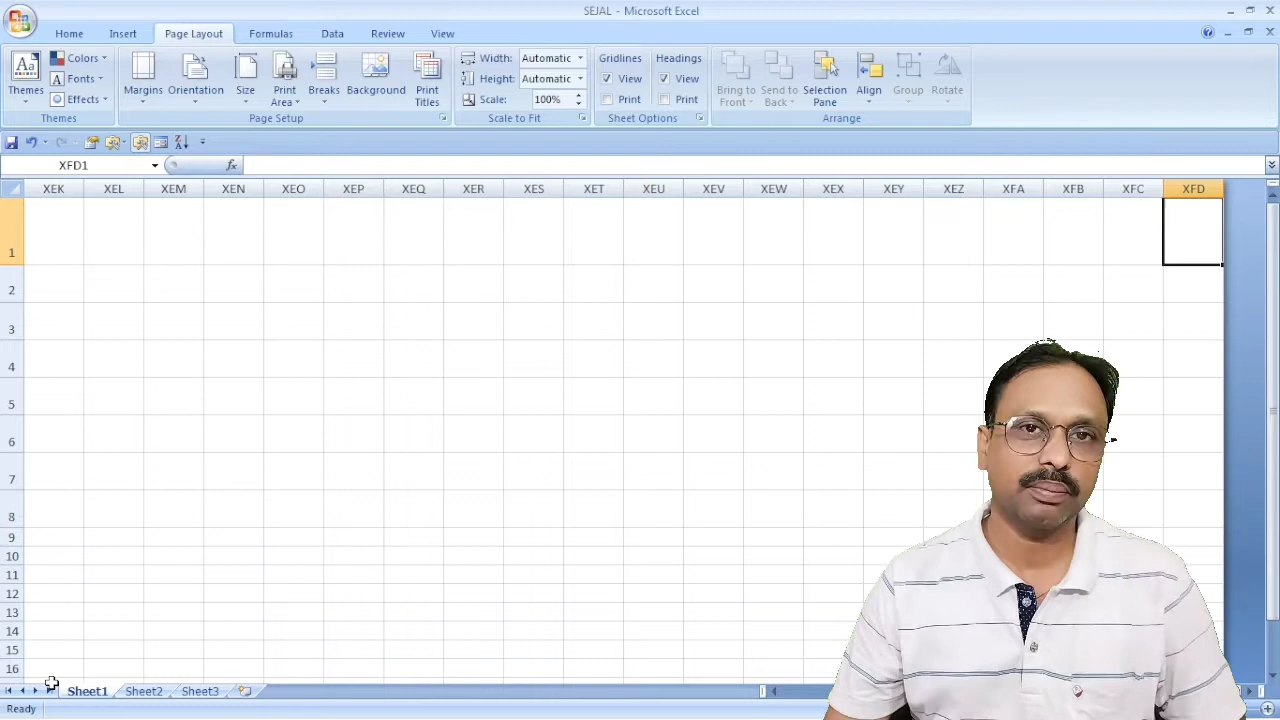 SEJAL - Microsoft Excel
Home Insert Page Layout Formulas Data Review View
Themes
Colors
Fonts
Effects
Themes
Margins
Orientation
Size
Print Area
Breaks
Background
Print Titles
Page Setup
Width: Automatic
Height: Automatic
Scale: 100%
Scale to Fit
Gridlines
View
Print
Headings
View
Print
Sheet Options
Bring to Front
Send to Back
Selection Pane
Align
Group
Rotate
Arrange
XFD1
fx
XEK XEL XEM XEN XEO XEP XEQ XER XES XET XEU XEV XEW XEX XEY XEZ XFA XFB XFC XFD
1
2
3
4
5
6
7
8
9
10
11
12
13
14
15
16
Sheet1 Sheet2 Sheet3
Ready